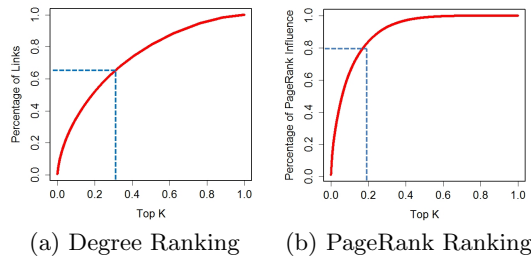 Percentage of Links
1.0
0.8
0.6
0.4
0.2
0.0
0.0 0.2 0.4 0.6 0.8 1.0
Top K
(a) Degree Ranking
Percentage of PageRank Influence
1.0
0.8
0.6
0.4
0.2
0.0
0.0 0.2 0.4 0.6 0.8 1.0
Top K
(b) PageRank Ranking